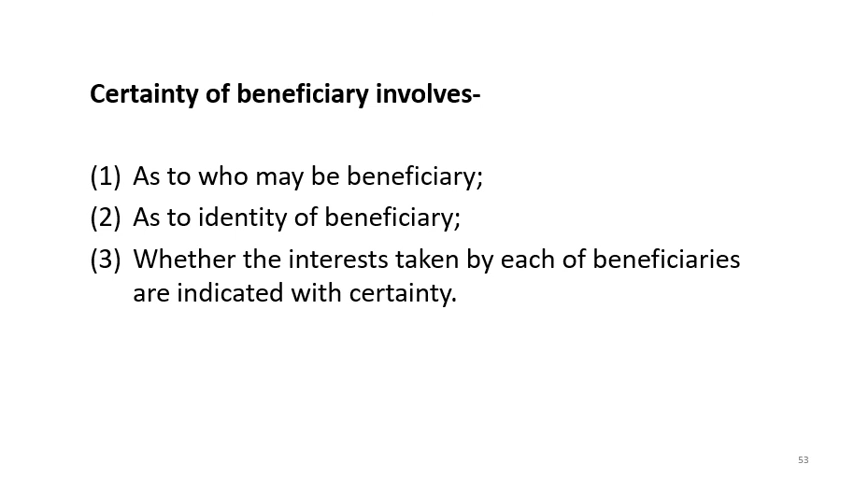 Certainty of beneficiary involves-
(1) As to who may be beneficiary;
(2) As to identity of beneficiary;
(3) Whether the interests taken by each of beneficiaries
are indicated with certainty.
53